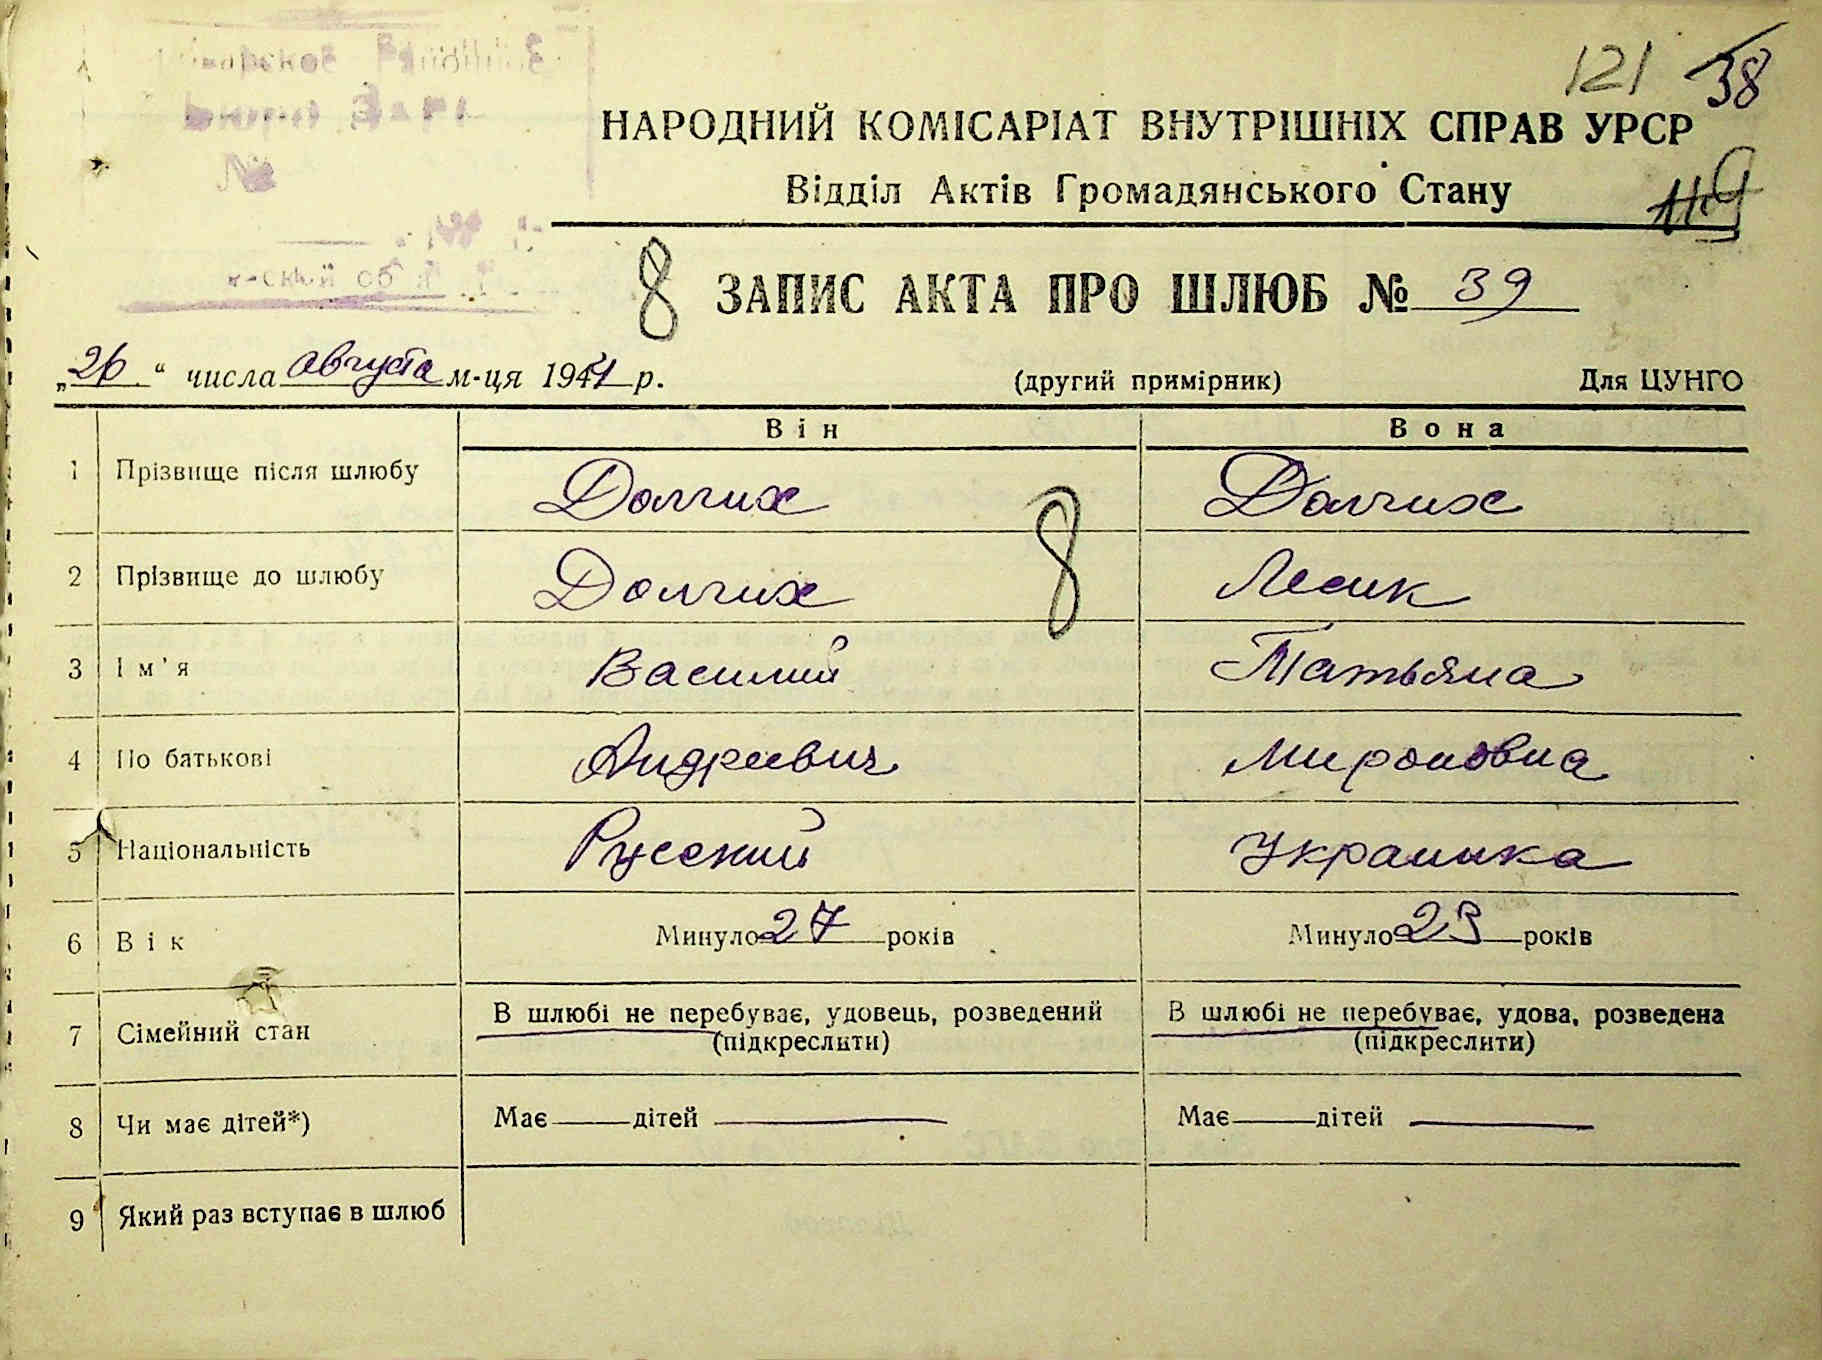 121 38
НАРОДНИЙ КОМІСАРІАТ ВНУТРІШНІХ СПРАВ УРСР
Відділ Актів Громадянського Стану
119
8 ЗАПИС АКТА ПРО ШЛЮБ № 39
„26“ числа августа м-ця 1941 р. (другий примірник) Для ЦУНГО
Він Вона
1 Прізвище після шлюбу Долгих Долгих
8
2 Прізвище до шлюбу Долгих Лесик
3 Ім'я Василий Татьяна
4 По батькові Андреевич Мироновна
5 Національність Русский Украинка
6 Вік Минуло 27 років Минуло 23 років
7 Сімейний стан В шлюбі не перебуває, удовець, розведений В шлюбі не перебуває, удова, розведена
(підкреслити) (підкреслити)
8 Чи має дітей*) Має — дітей — Має — дітей —
9 Який раз вступає в шлюб